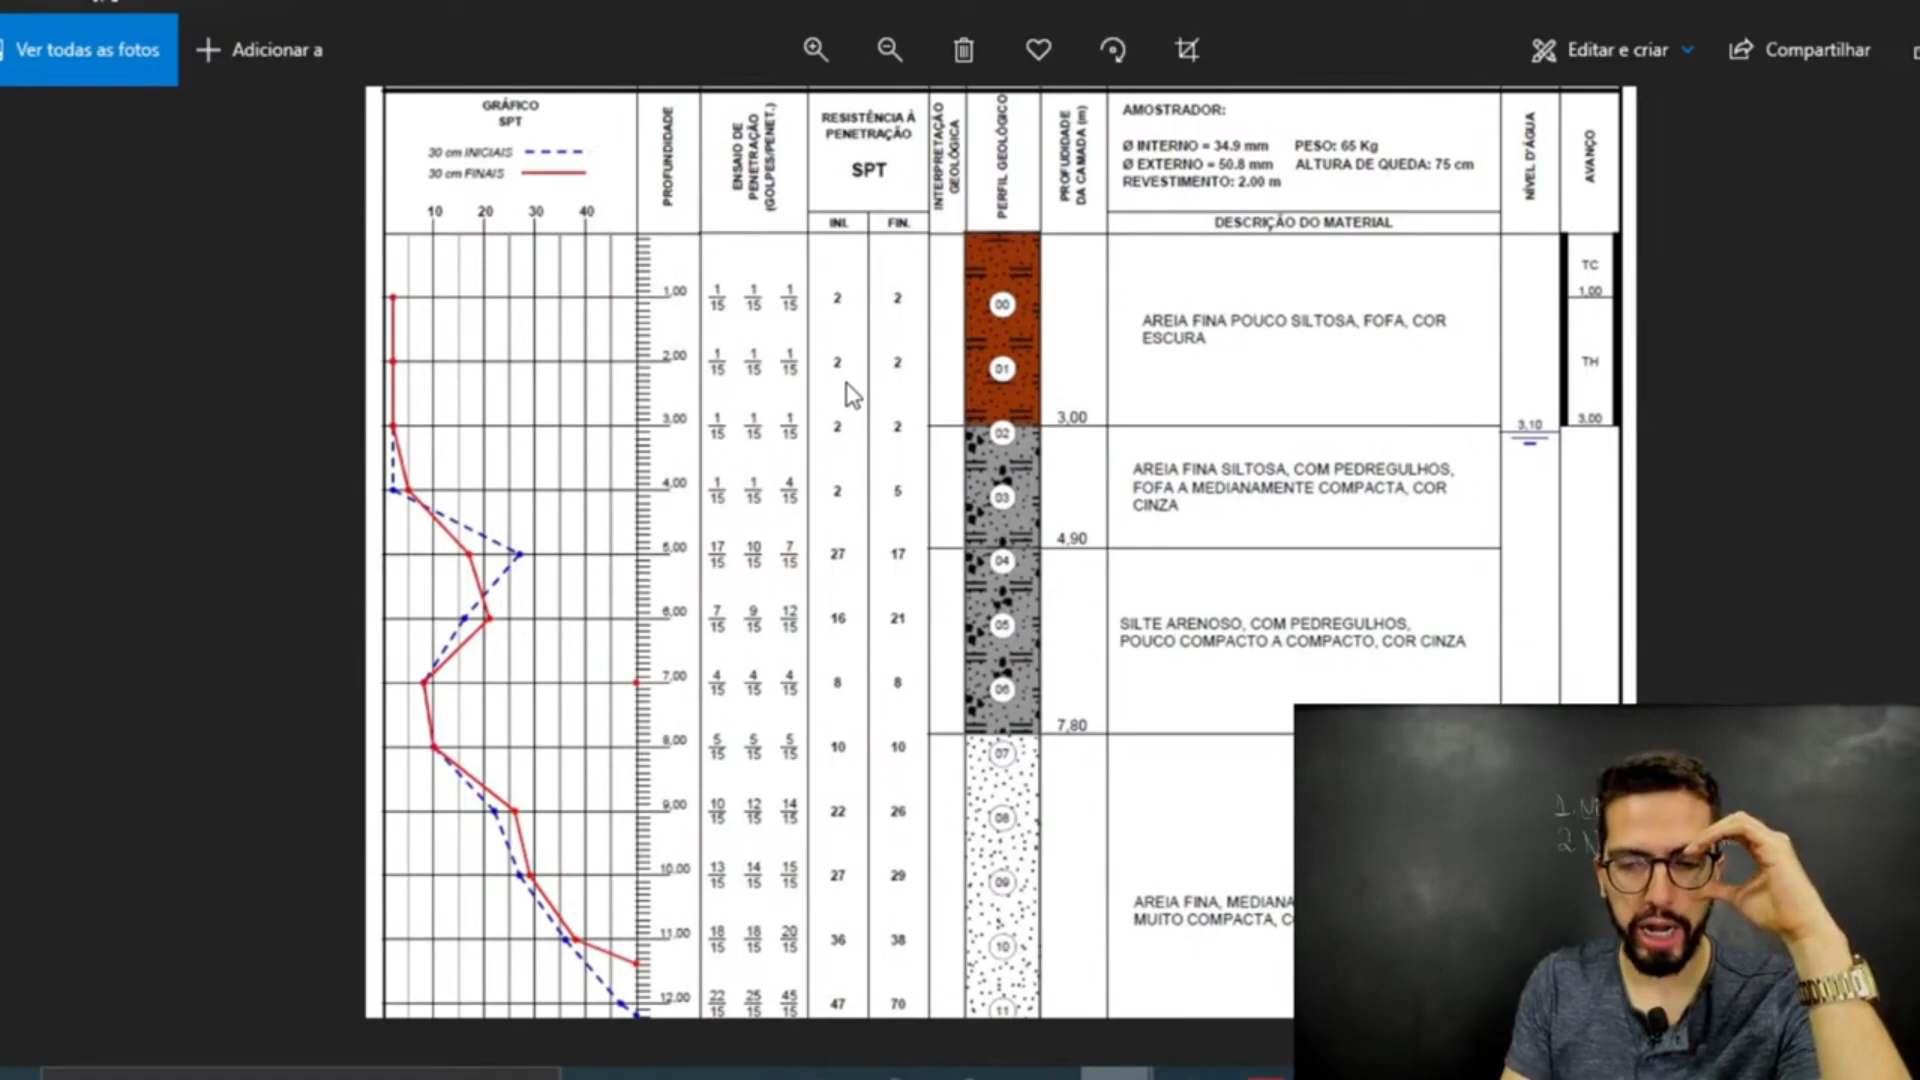 Ver todas as fotos
Adicionar a
Editar e criar
Compartilhar
GRÁFICO
SPT
30 cm INICIAIS
30 cm FINAIS
10 20 30 40
PROFUNDIDADE
ENSAIO DE
PENETRAÇÃO
(GOLPES/PENET.)
RESISTÊNCIA À
PENETRAÇÃO
SPT
INI. FIN.
INTERPRETAÇÃO
GEOLÓGICA
PERFIL GEOLÓGICO
PROFUDIDADE
DA CAMADA (m)
AMOSTRADOR:
Ø INTERNO = 34.9 mm PESO: 65 Kg
Ø EXTERNO = 50.8 mm ALTURA DE QUEDA: 75 cm
REVESTIMENTO: 2.00 m
DESCRIÇÃO DO MATERIAL
NÍVEL D'ÁGUA
AVANÇO
1,00 1/15 1/15 1/15 2 2 00
2,00 1/15 1/15 1/15 2 2 01
3,00 1/15 1/15 1/15 2 2 02
4,00 1/15 1/15 4/15 2 5 03
5,00 17/15 10/15 7/15 27 17 04
6,00 7/15 9/15 12/15 16 21 05
7,00 4/15 4/15 4/15 8 8 06
8,00 5/15 5/15 5/15 10 10 07
9,00 10/15 12/15 14/15 22 26 08
10,00 13/15 14/15 15/15 27 29 09
11,00 18/15 18/15 20/15 36 38 10
12,00 22/15 25/15 45/15 47 70 11
3,00
4,90
7,80
AREIA FINA POUCO SILTOSA, FOFA, COR
ESCURA
AREIA FINA SILTOSA, COM PEDREGULHOS,
FOFA A MEDIANAMENTE COMPACTA, COR
CINZA
SILTE ARENOSO, COM PEDREGULHOS,
POUCO COMPACTO A COMPACTO, COR CINZA
AREIA FINA, MEDIANA
MUITO COMPACTA, C
3,10
TC
1,00
TH
3,00
1. N
2. N